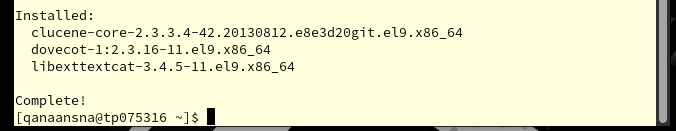 Installed:
  clucene-core-2.3.3.4-42.20130812.e8e3d20git.el9.x86_64
  dovecot-1:2.3.16-11.el9.x86_64
  libexttextcat-3.4.5-11.el9.x86_64

Complete!
[qanaansna@tp075316 ~]$